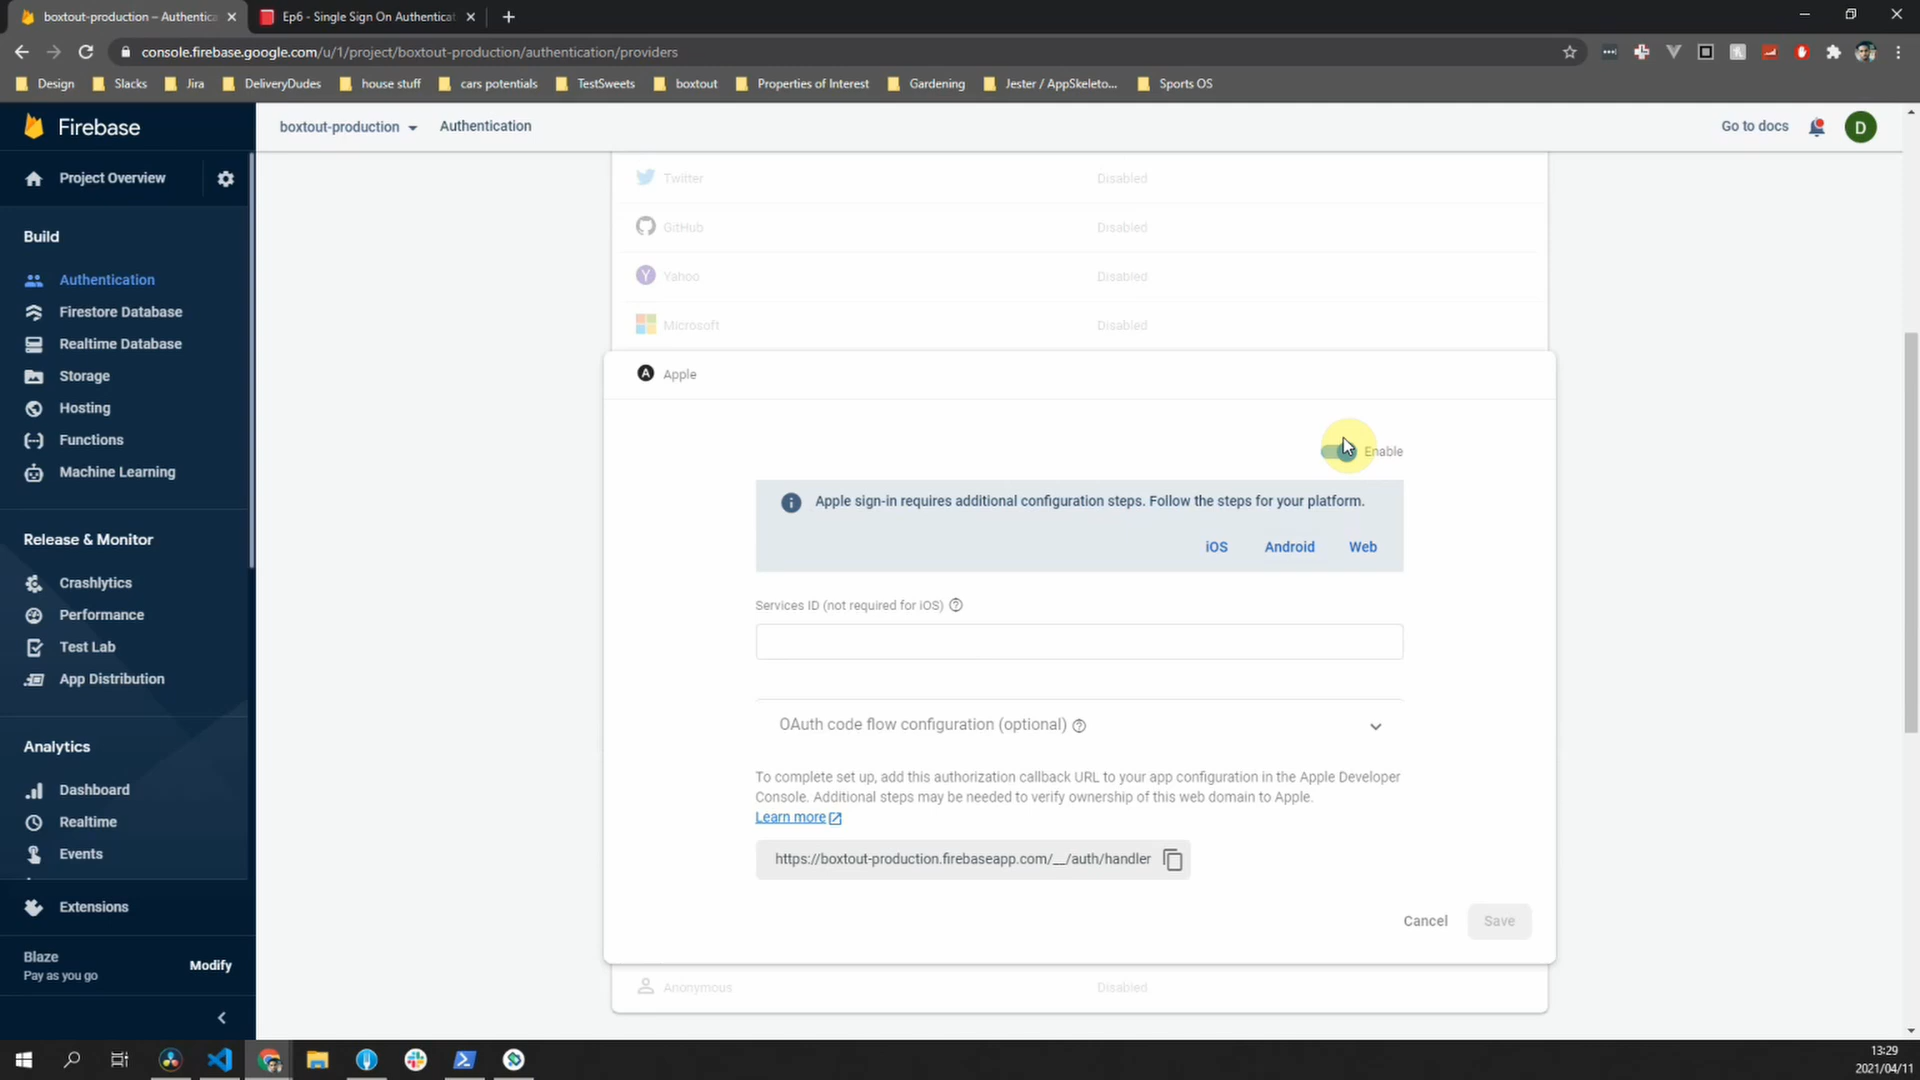 boxtout-production – Authentica
Ep6 - Single Sign On Authenticat
console.firebase.google.com/u/1/project/boxtout-production/authentication/providers
Design
Slacks
Jira
DeliveryDudes
house stuff
cars potentials
TestSweets
boxtout
Properties of Interest
Gardening
Jester / AppSkeleto...
Sports OS
Firebase
boxtout-production
Authentication
Go to docs
D
Project Overview
Build
Authentication
Firestore Database
Realtime Database
Storage
Hosting
Functions
Machine Learning
Release & Monitor
Crashlytics
Performance
Test Lab
App Distribution
Analytics
Dashboard
Realtime
Events
Extensions
Blaze
Pay as you go
Modify
Twitter Disabled
GitHub Disabled
Yahoo Disabled
Microsoft Disabled
Apple
Enable
Apple sign-in requires additional configuration steps. Follow the steps for your platform.
iOS Android Web
Services ID (not required for iOS)
OAuth code flow configuration (optional)
To complete set up, add this authorization callback URL to your app configuration in the Apple Developer
Console. Additional steps may be needed to verify ownership of this web domain to Apple.
Learn more
https://boxtout-production.firebaseapp.com/__/auth/handler
Cancel Save
Anonymous Disabled
13:29
2021/04/11